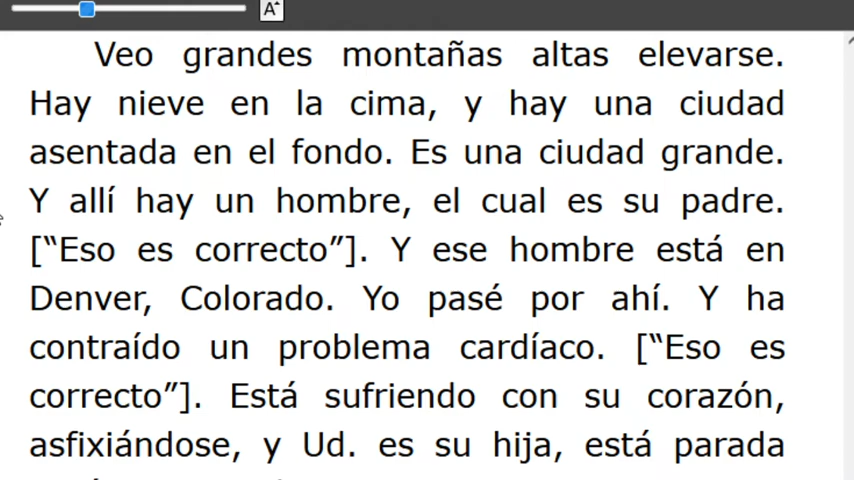 A
Veo grandes montañas altas elevarse.
Hay nieve en la cima, y hay una ciudad
asentada en el fondo. Es una ciudad grande.
Y allí hay un hombre, el cual es su padre.
[“Eso es correcto”]. Y ese hombre está en
Denver, Colorado. Yo pasé por ahí. Y ha
contraído un problema cardíaco. [“Eso es
correcto”]. Está sufriendo con su corazón,
asfixiándose, y Ud. es su hija, está parada